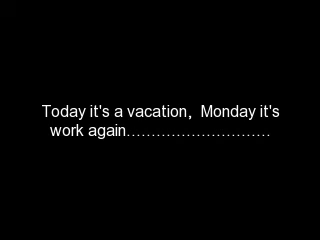 Today it's a vacation,  Monday it's
work again…………………………